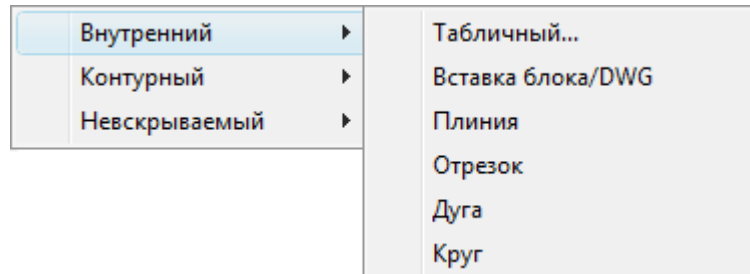 Внутренний
Контурный
Невскрываемый
Табличный...
Вставка блока/DWG
Плиния
Отрезок
Дуга
Круг